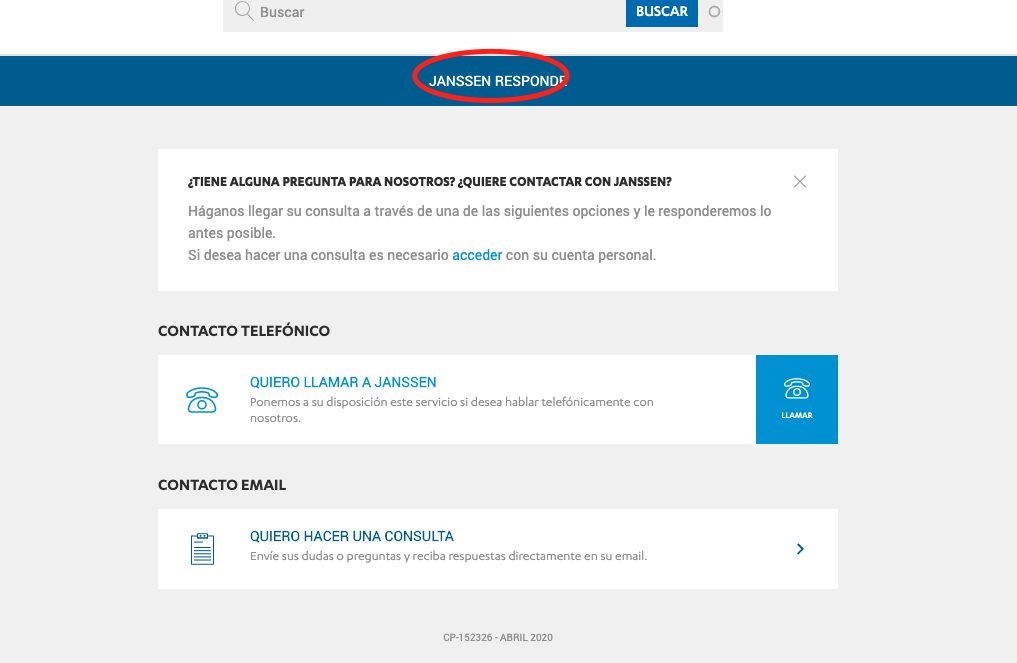 Buscar
BUSCAR
JANSSEN RESPONDE
¿TIENE ALGUNA PREGUNTA PARA NOSOTROS? ¿QUIERE CONTACTAR CON JANSSEN?
Háganos llegar su consulta a través de una de las siguientes opciones y le responderemos lo
antes posible.
Si desea hacer una consulta es necesario acceder con su cuenta personal.
CONTACTO TELEFÓNICO
QUIERO LLAMAR A JANSSEN
Ponemos a su disposición este servicio si desea hablar telefónicamente con
nosotros.
LLAMAR
CONTACTO EMAIL
QUIERO HACER UNA CONSULTA
Envíe sus dudas o preguntas y reciba respuestas directamente en su email.
CP-152326 - ABRIL 2020